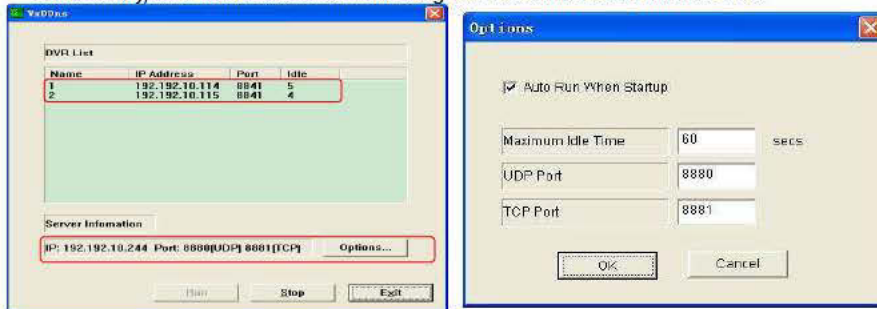 VxDDns
DVR List
Name IP Address Port Idle
1 192.192.10.114 8841 5
2 192.192.10.115 8841 4
Server Infomation
IP: 192.192.10.244 Port: 8880[UDP] 8881[TCP] Options...
Run Stop Exit
Options
Auto Run When Startup
Maximum Idle Time 60 secs
UDP Port 8880
TCP Port 8881
OK Cancel